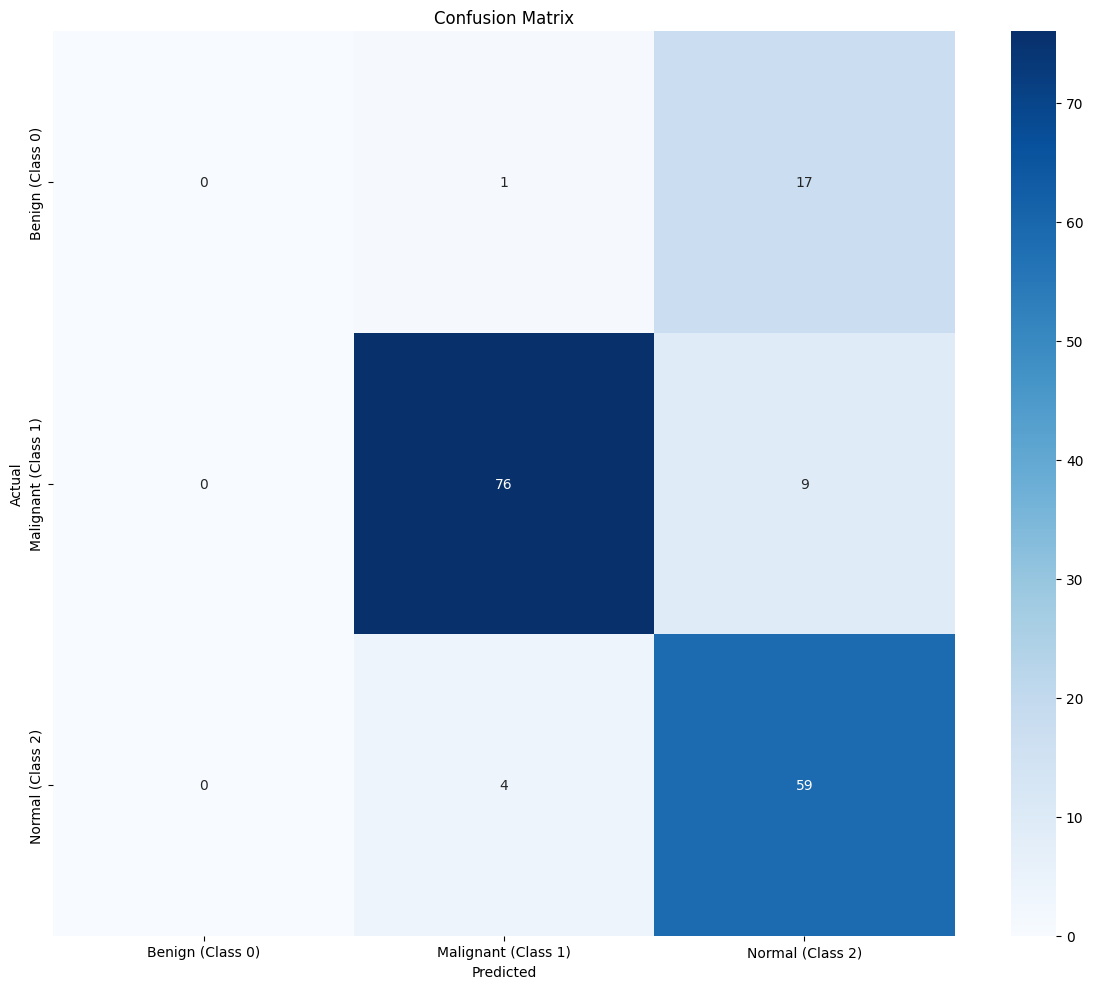 Confusion Matrix
Benign (Class 0)
Malignant (Class 1)
Normal (Class 2)
Actual
0
1
17
0
76
9
0
4
59
Benign (Class 0)
Malignant (Class 1)
Normal (Class 2)
Predicted
70
60
50
40
30
20
10
0